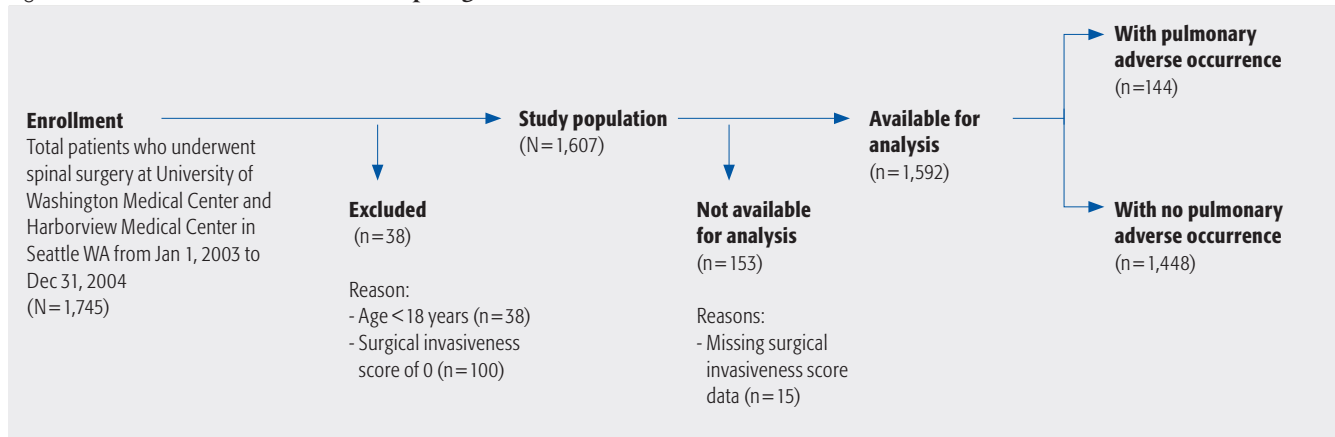 Enrollment
Total patients who underwent
spinal surgery at University of
Washington Medical Center and
Harborview Medical Center in
Seattle WA from Jan 1, 2003 to
Dec 31, 2004
(N=1,745)
Excluded
(n=38)
Reason:
- Age <18 years (n=38)
- Surgical invasiveness
score of 0 (n=100)
Study population
(N=1,607)
Not available
for analysis
(n=153)
Reasons:
- Missing surgical
invasiveness score
data (n=15)
Available for
analysis
(n=1,592)
With pulmonary
adverse occurrence
(n=144)
With no pulmonary
adverse occurrence
(n=1,448)